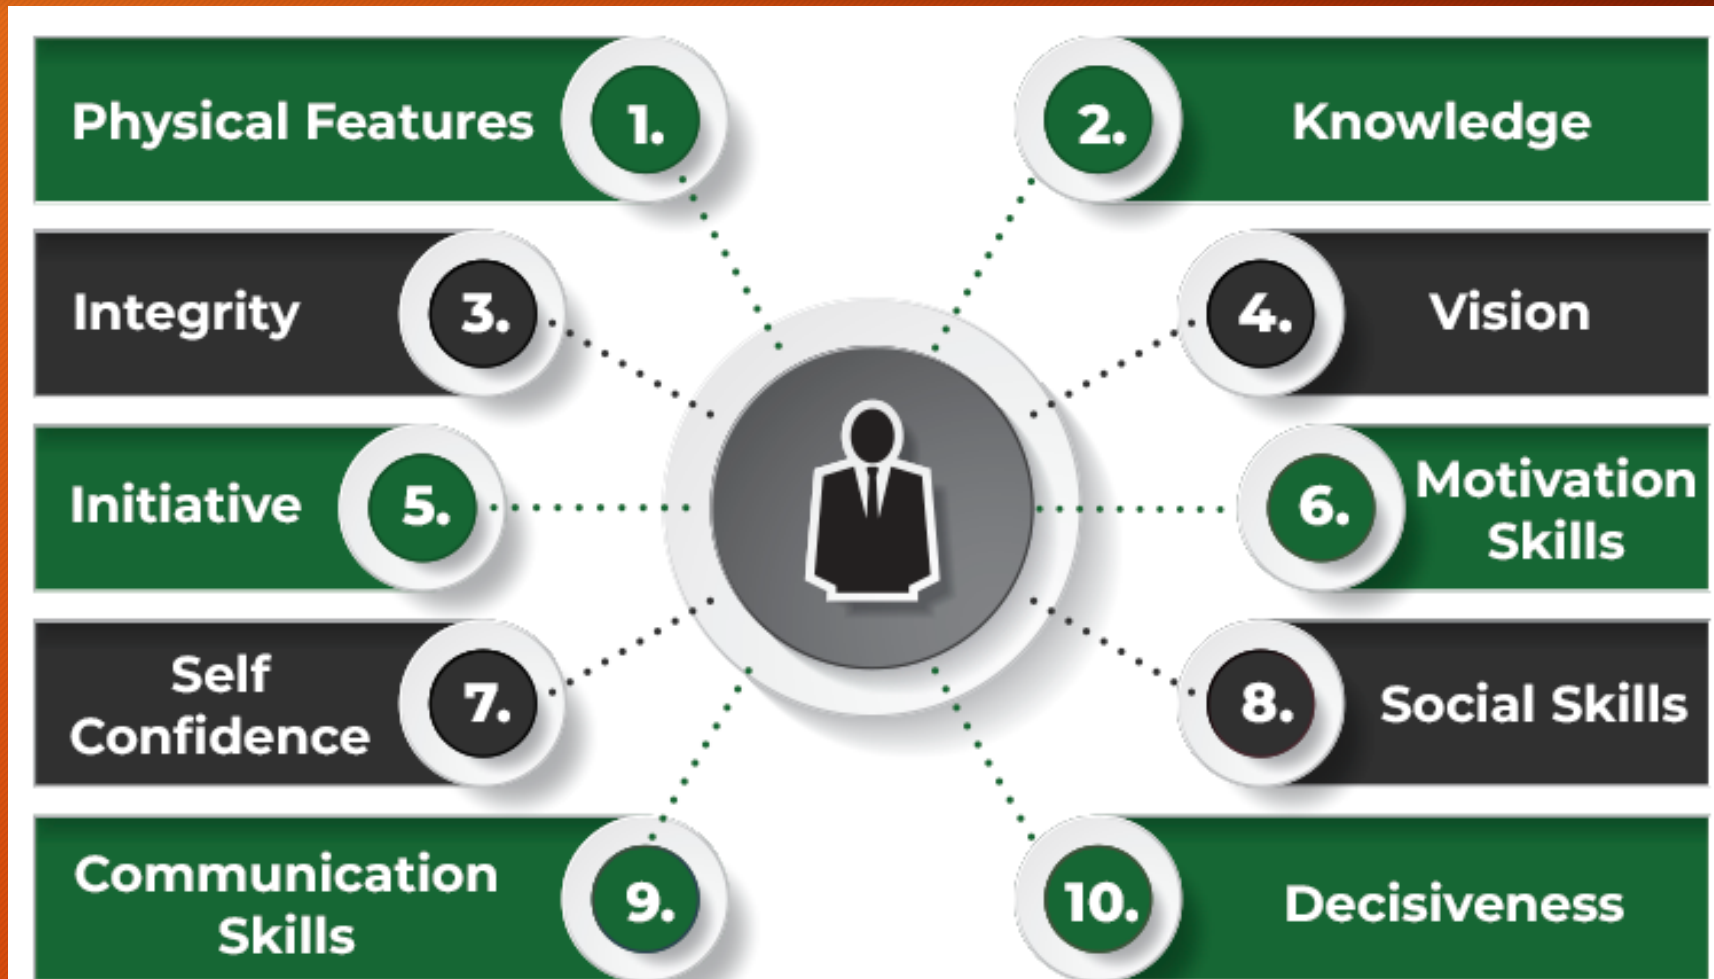 Physical Features
1.
2.
Knowledge
Integrity
3.
4.
Vision
Initiative
5.
6.
Motivation
Skills
Self
Confidence
7.
8.
Social Skills
Communication
Skills
9.
10.
Decisiveness